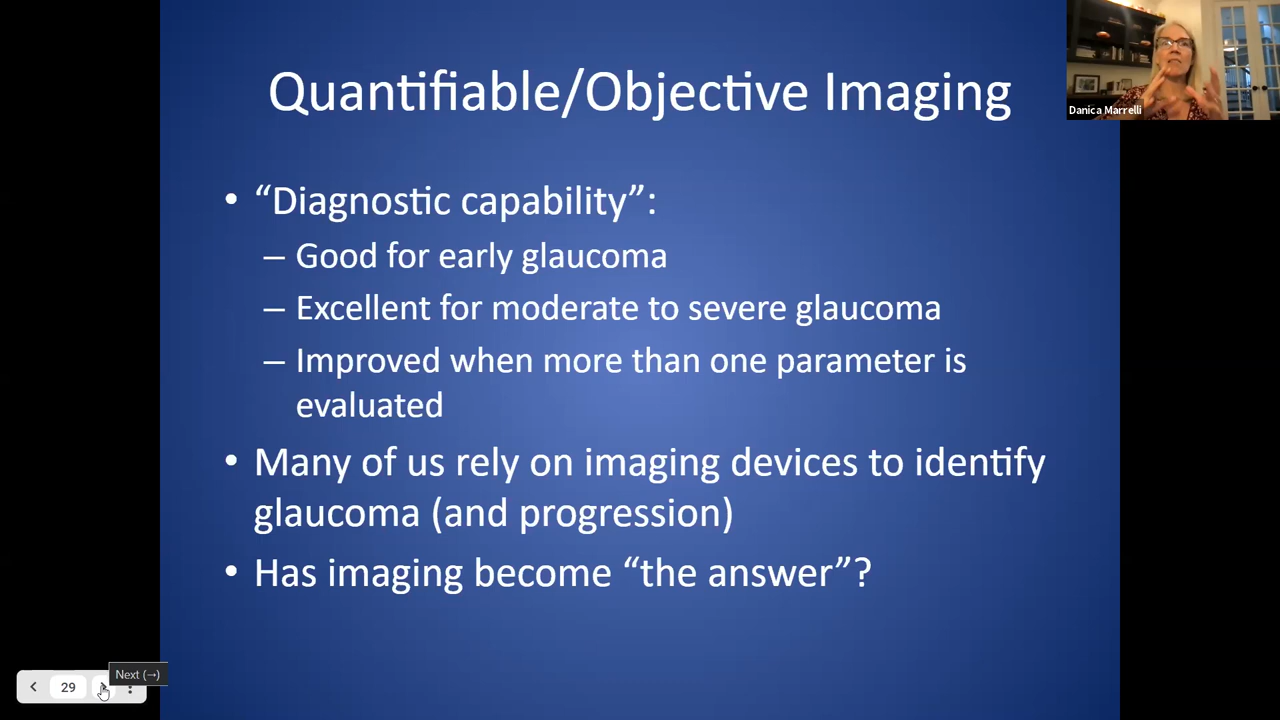 Quantifiable/Objective Imaging
Danica Marrelli
• “Diagnostic capability”:
– Good for early glaucoma
– Excellent for moderate to severe glaucoma
– Improved when more than one parameter is
evaluated
• Many of us rely on imaging devices to identify
glaucoma (and progression)
• Has imaging become “the answer”?
Next (→)
29